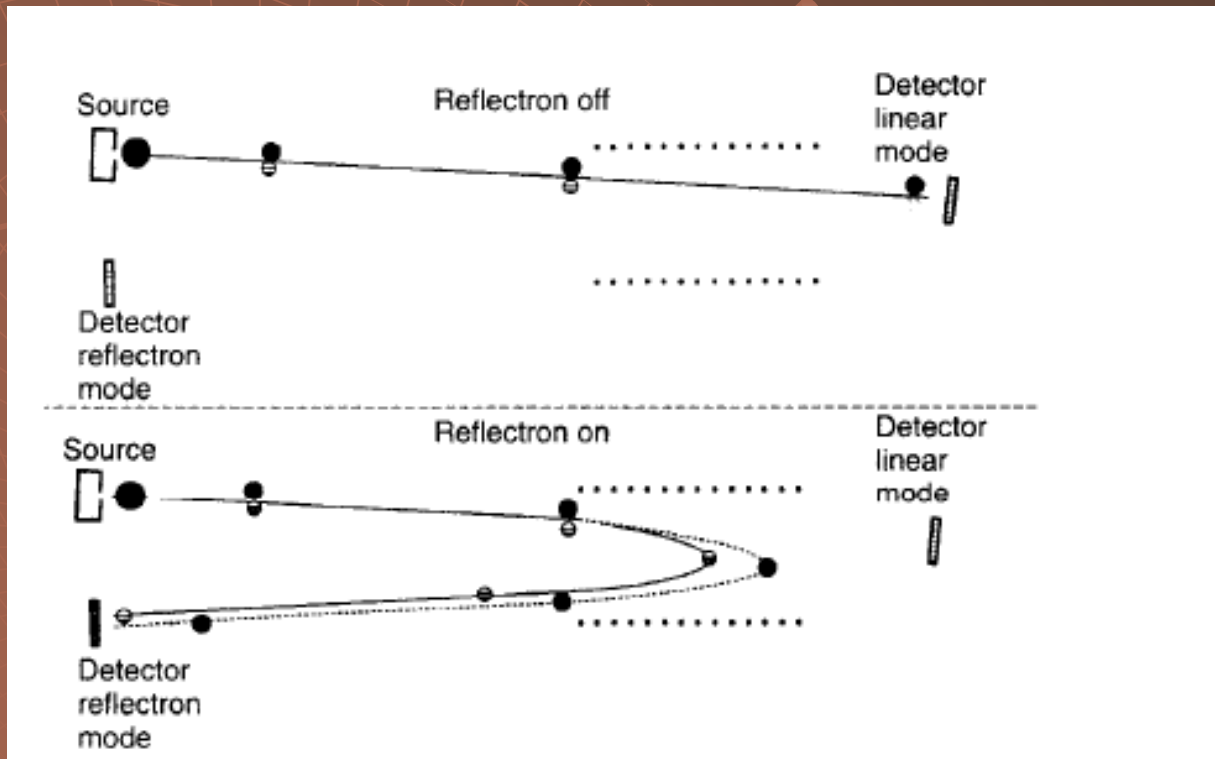 Source
Reflectron off
Detector
linear
mode
Detector
reflectron
mode
Source
Reflectron on
Detector
linear
mode
Detector
reflectron
mode